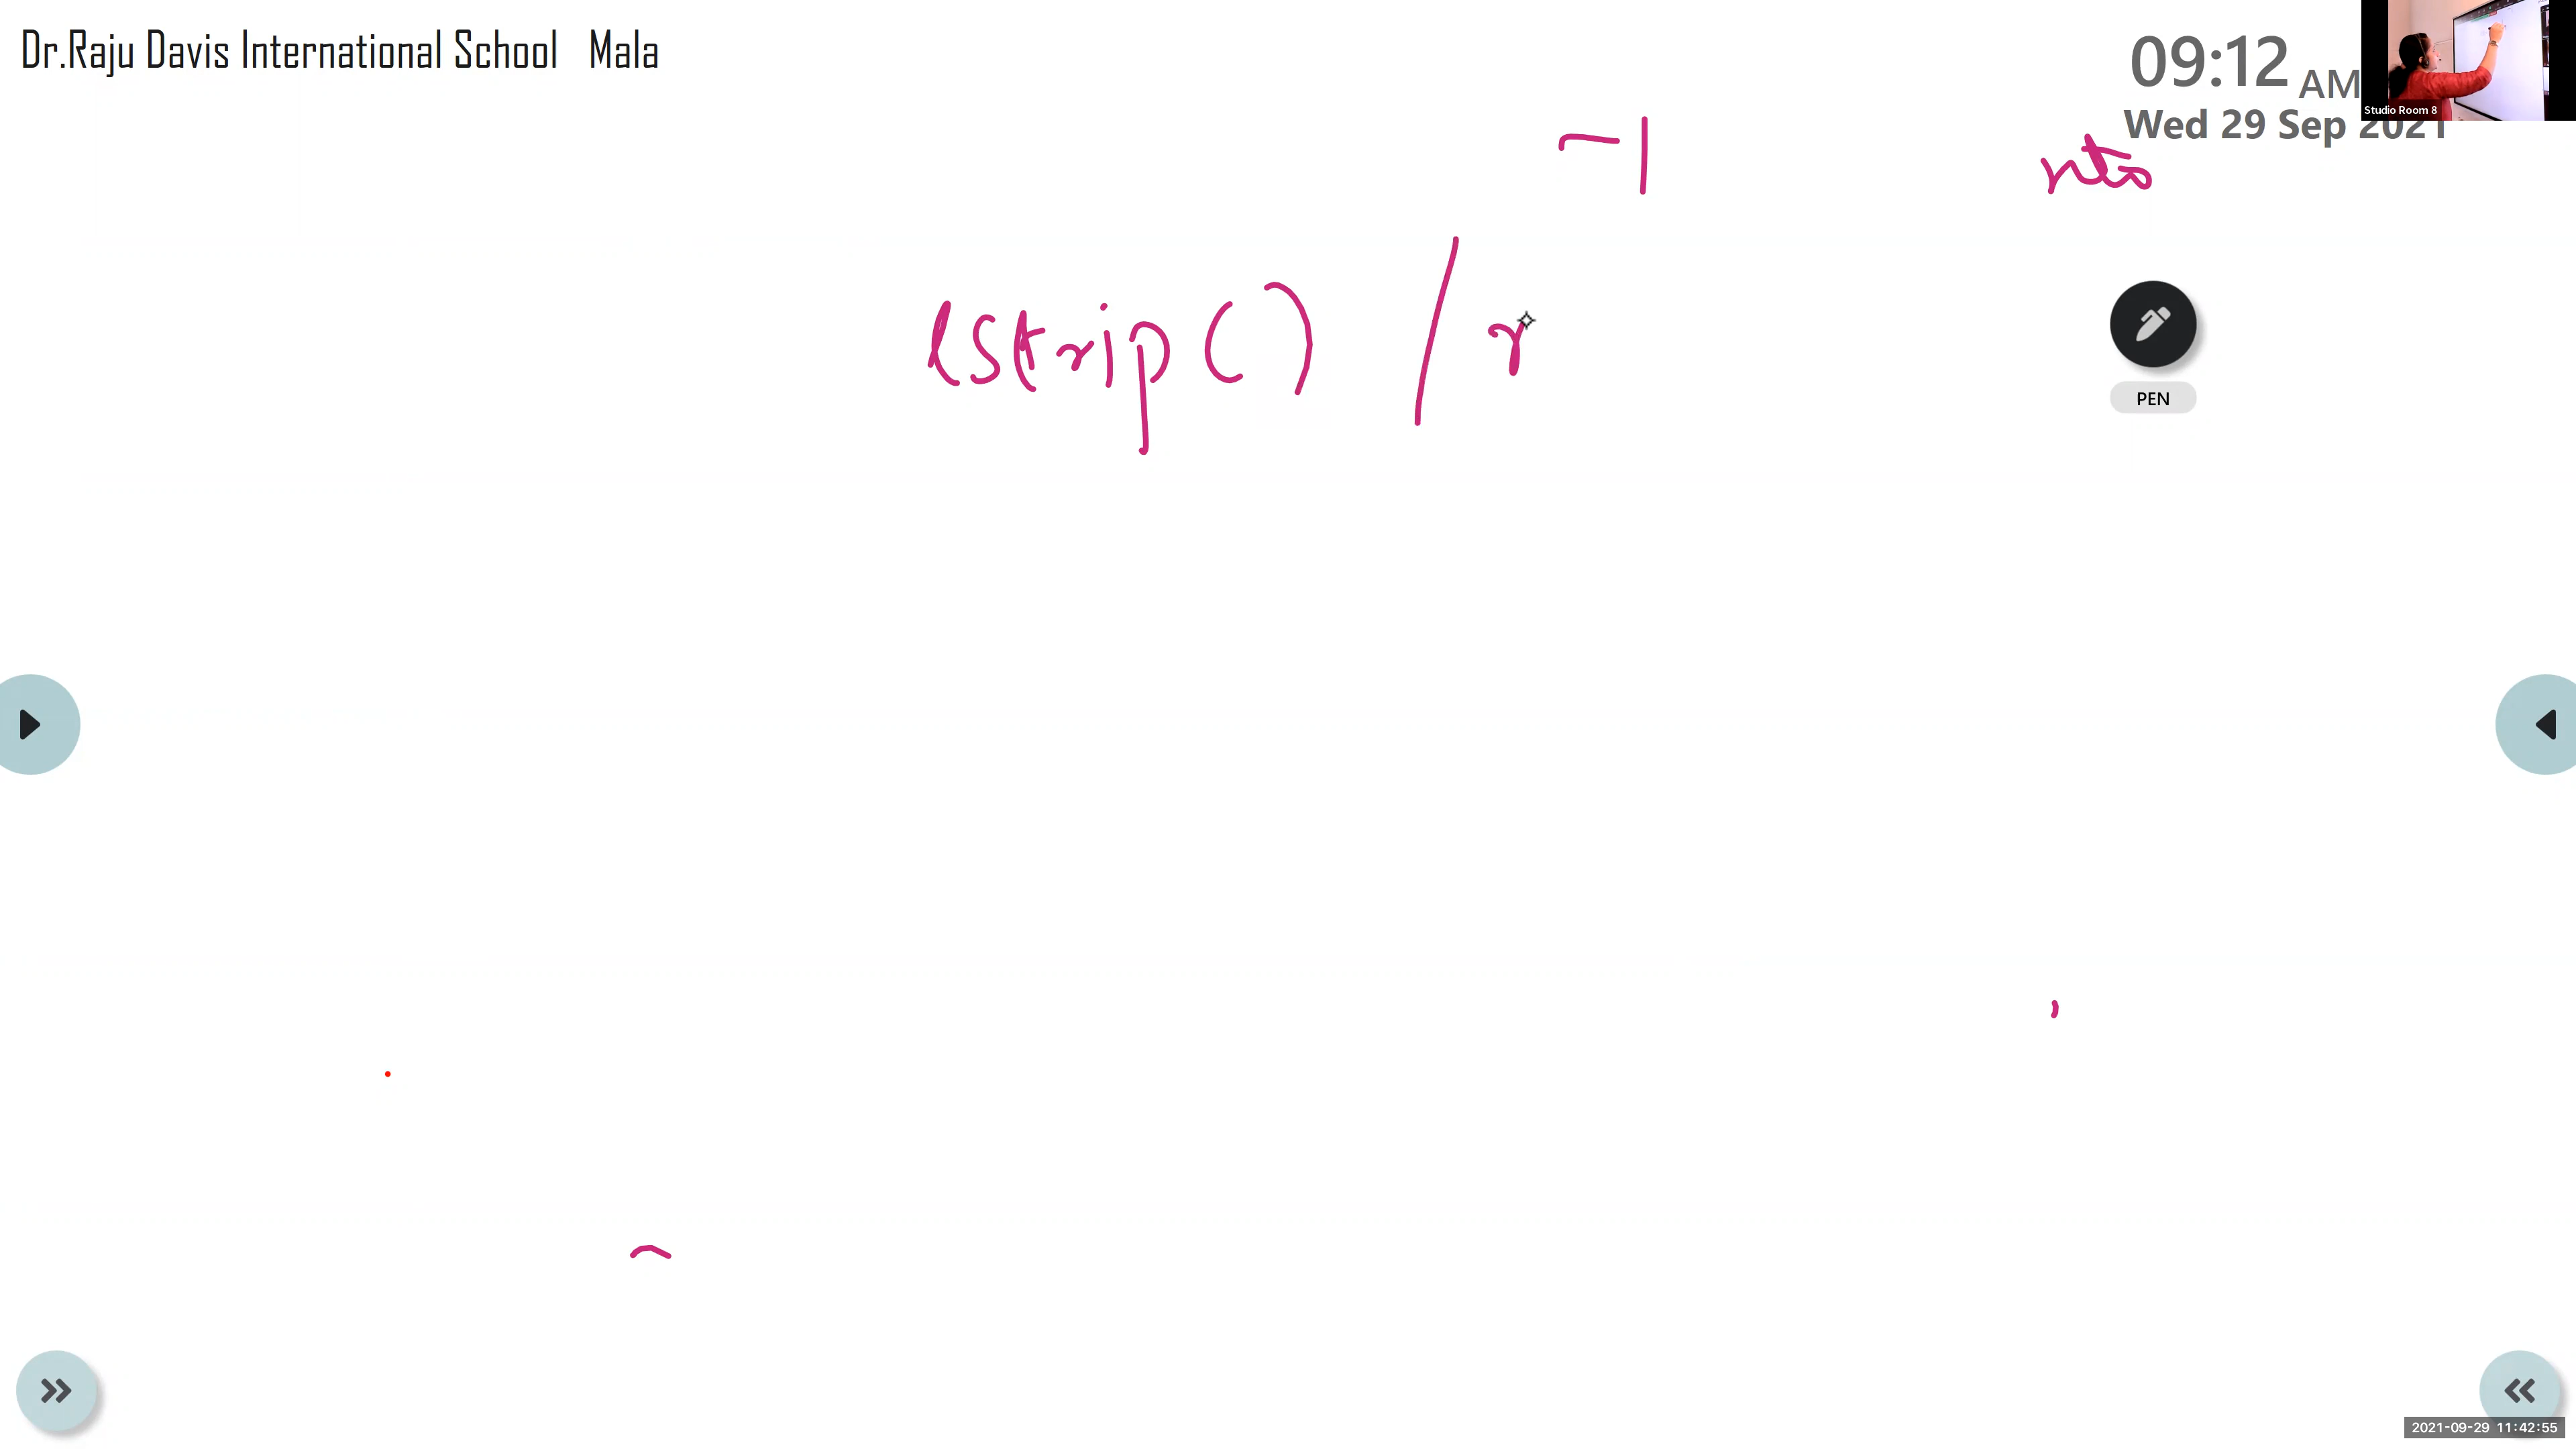 Dr.Raju Davis International School Mala
09:12 AM
Studio Room 8
Wed 29 Sep 2021
-1
lstrip() / r
PEN
2021-09-29 11:42:55